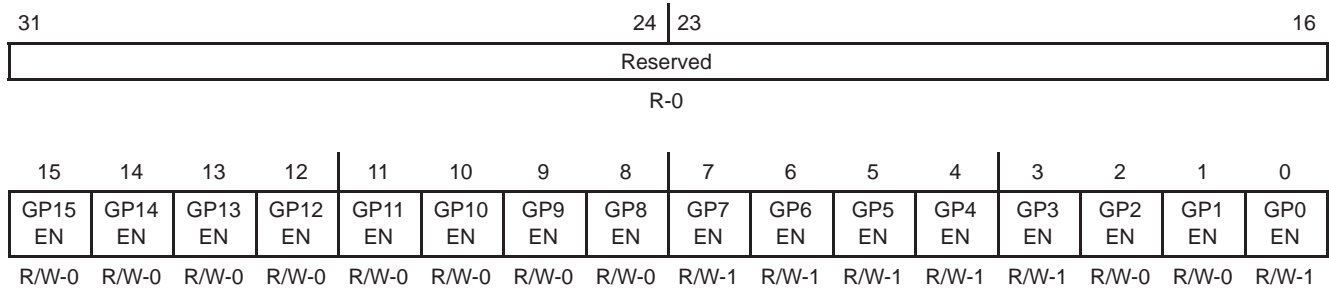 31 24 23 16
Reserved
R-0
15 14 13 12 11 10 9 8 7 6 5 4 3 2 1 0
GP15 GP14 GP13 GP12 GP11 GP10 GP9 GP8 GP7 GP6 GP5 GP4 GP3 GP2 GP1 GP0
EN EN EN EN EN EN EN EN EN EN EN EN EN EN EN EN
R/W-0 R/W-0 R/W-0 R/W-0 R/W-0 R/W-0 R/W-0 R/W-0 R/W-1 R/W-1 R/W-1 R/W-1 R/W-1 R/W-0 R/W-0 R/W-1